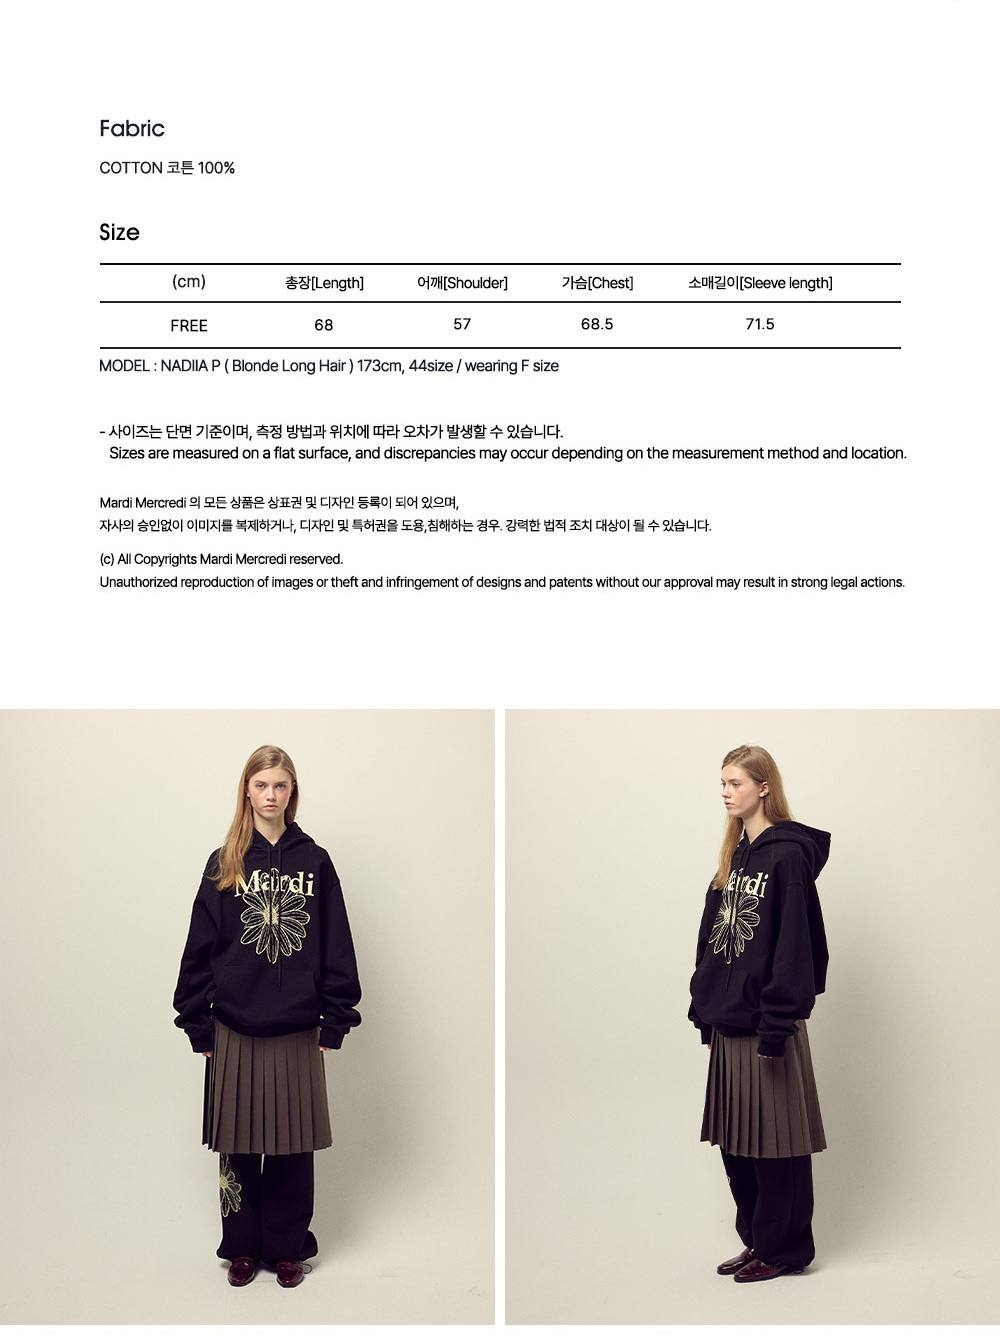 Fabric
COTTON 코튼 100%
Size
(cm) 총장[Length] 어깨[Shoulder] 가슴[Chest] 소매길이[Sleeve length]
FREE 68 57 68.5 71.5
MODEL : NADIIA P ( Blonde Long Hair ) 173cm, 44size / wearing F size
- 사이즈는 단면 기준이며, 측정 방법과 위치에 따라 오차가 발생할 수 있습니다.
Sizes are measured on a flat surface, and discrepancies may occur depending on the measurement method and location.
Mardi Mercredi 의 모든 상품은 상표권 및 디자인 등록이 되어 있으며,
자사의 승인없이 이미지를 복제하거나, 디자인 및 특허권을 도용,침해하는 경우. 강력한 법적 조치 대상이 될 수 있습니다.
(c) All Copyrights Mardi Mercredi reserved.
Unauthorized reproduction of images or theft and infringement of designs and patents without our approval may result in strong legal actions.
Mardi
Mardi